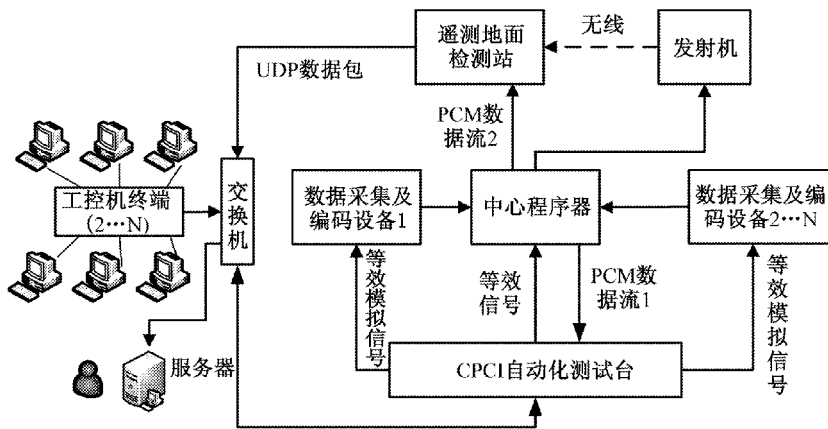 遥测地面
检测站
无线
发射机
UDP数据包
PCM数
据流2
工控机终端
(2…N)
交换机
数据采集及
编码设备1
中心程序器
数据采集及编
码设备2…N
等效模拟信号
等效
信号
PCM数
据流1
等效模拟信号
服务器
CPCI自动化测试台